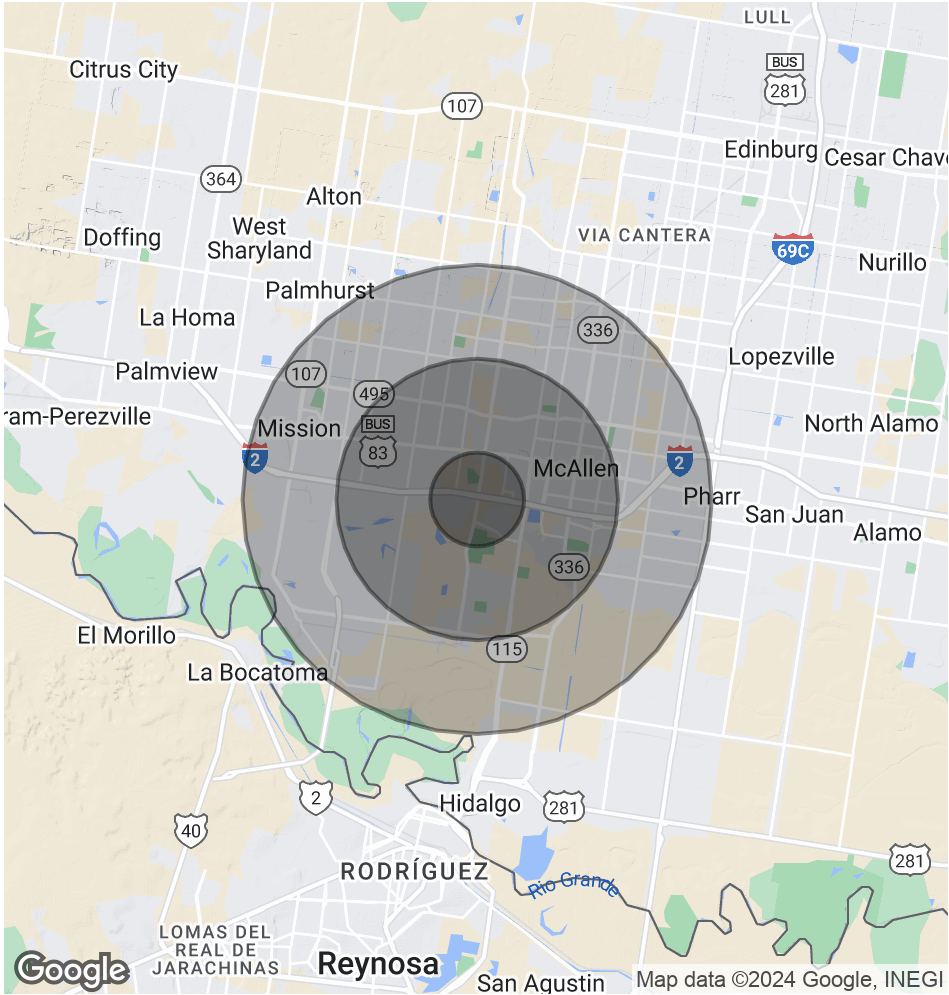 LULL
Citrus City
BUS
281
107
Edinburg
Cesar Chave
364
Alton
West
Sharyland
Doffing
VIA CANTERA
69C
Nurillo
Palmhurst
La Homa
336
Lopezville
Palmview
107
495
ram-Perezville
BUS
83
Mission
North Alamo
2
McAllen
2
Pharr
San Juan
Alamo
336
El Morillo
115
La Bocatoma
2
Hidalgo
281
40
281
RODRÍGUEZ
Rio Grande
LOMAS DEL
REAL DE
JARACHINAS
Reynosa
San Agustin
Google
Map data ©2024 Google, INEGI